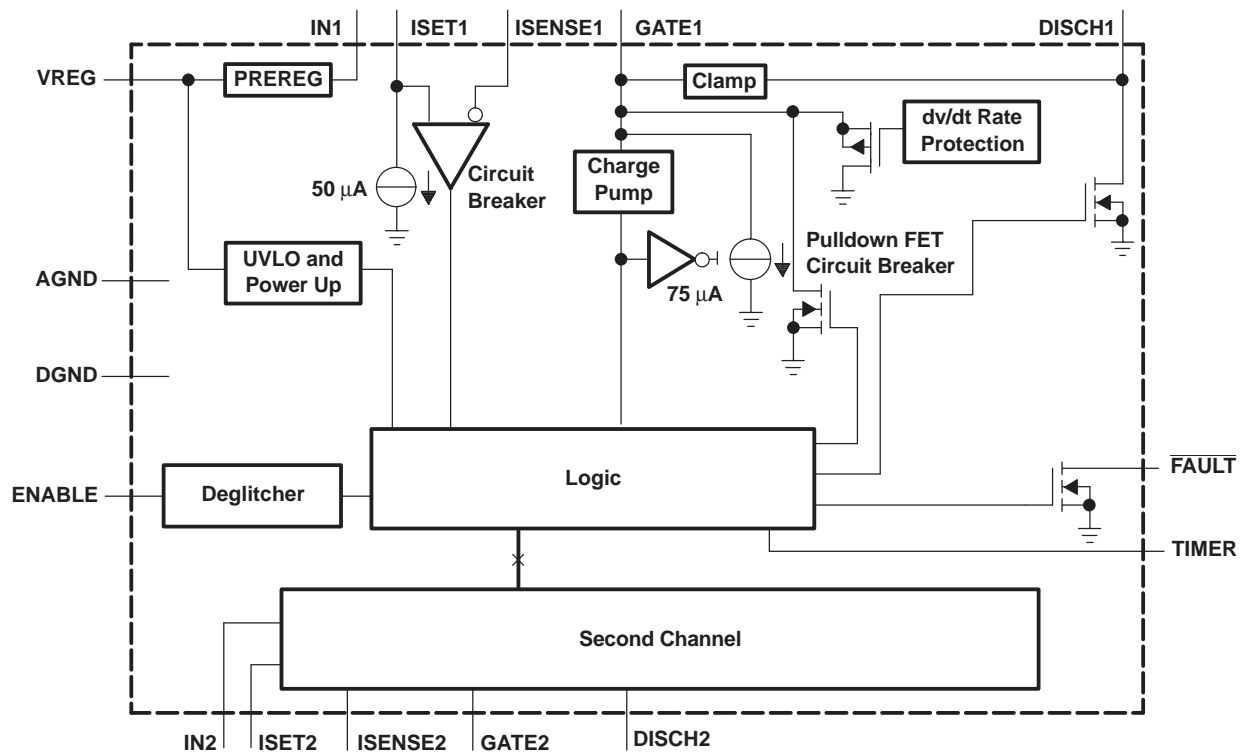 IN1
ISET1
ISENSE1
GATE1
DISCH1
VREG
PREREG
Clamp
dv/dt Rate
Protection
Circuit
Breaker
50 μA
Charge
Pump
UVLO and
Power Up
Pulldown FET
Circuit Breaker
75 μA
AGND
DGND
ENABLE
Deglitcher
Logic
FAULT
TIMER
Second Channel
IN2
ISET2
ISENSE2
GATE2
DISCH2